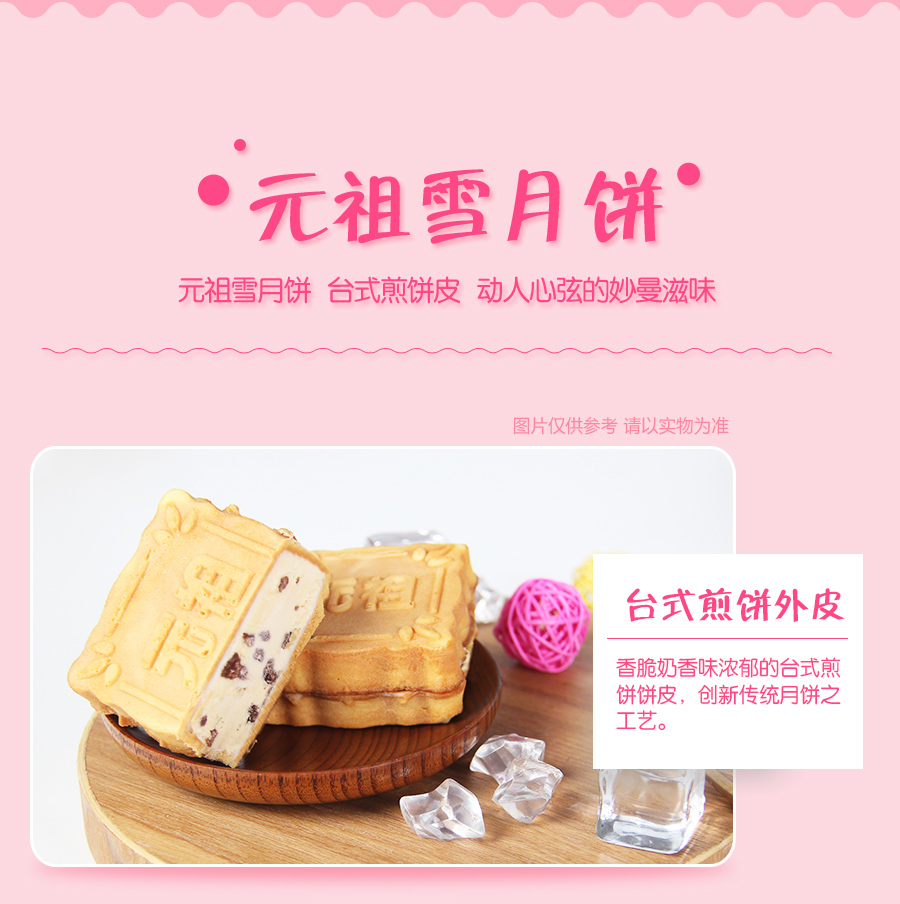 元祖雪月饼
元祖雪月饼 台式煎饼皮 动人心弦的妙曼滋味
图片仅供参考 请以实物为准
元祖
元祖
台式煎饼外皮
香脆奶香味浓郁的台式煎
饼饼皮，创新传统月饼之
工艺。